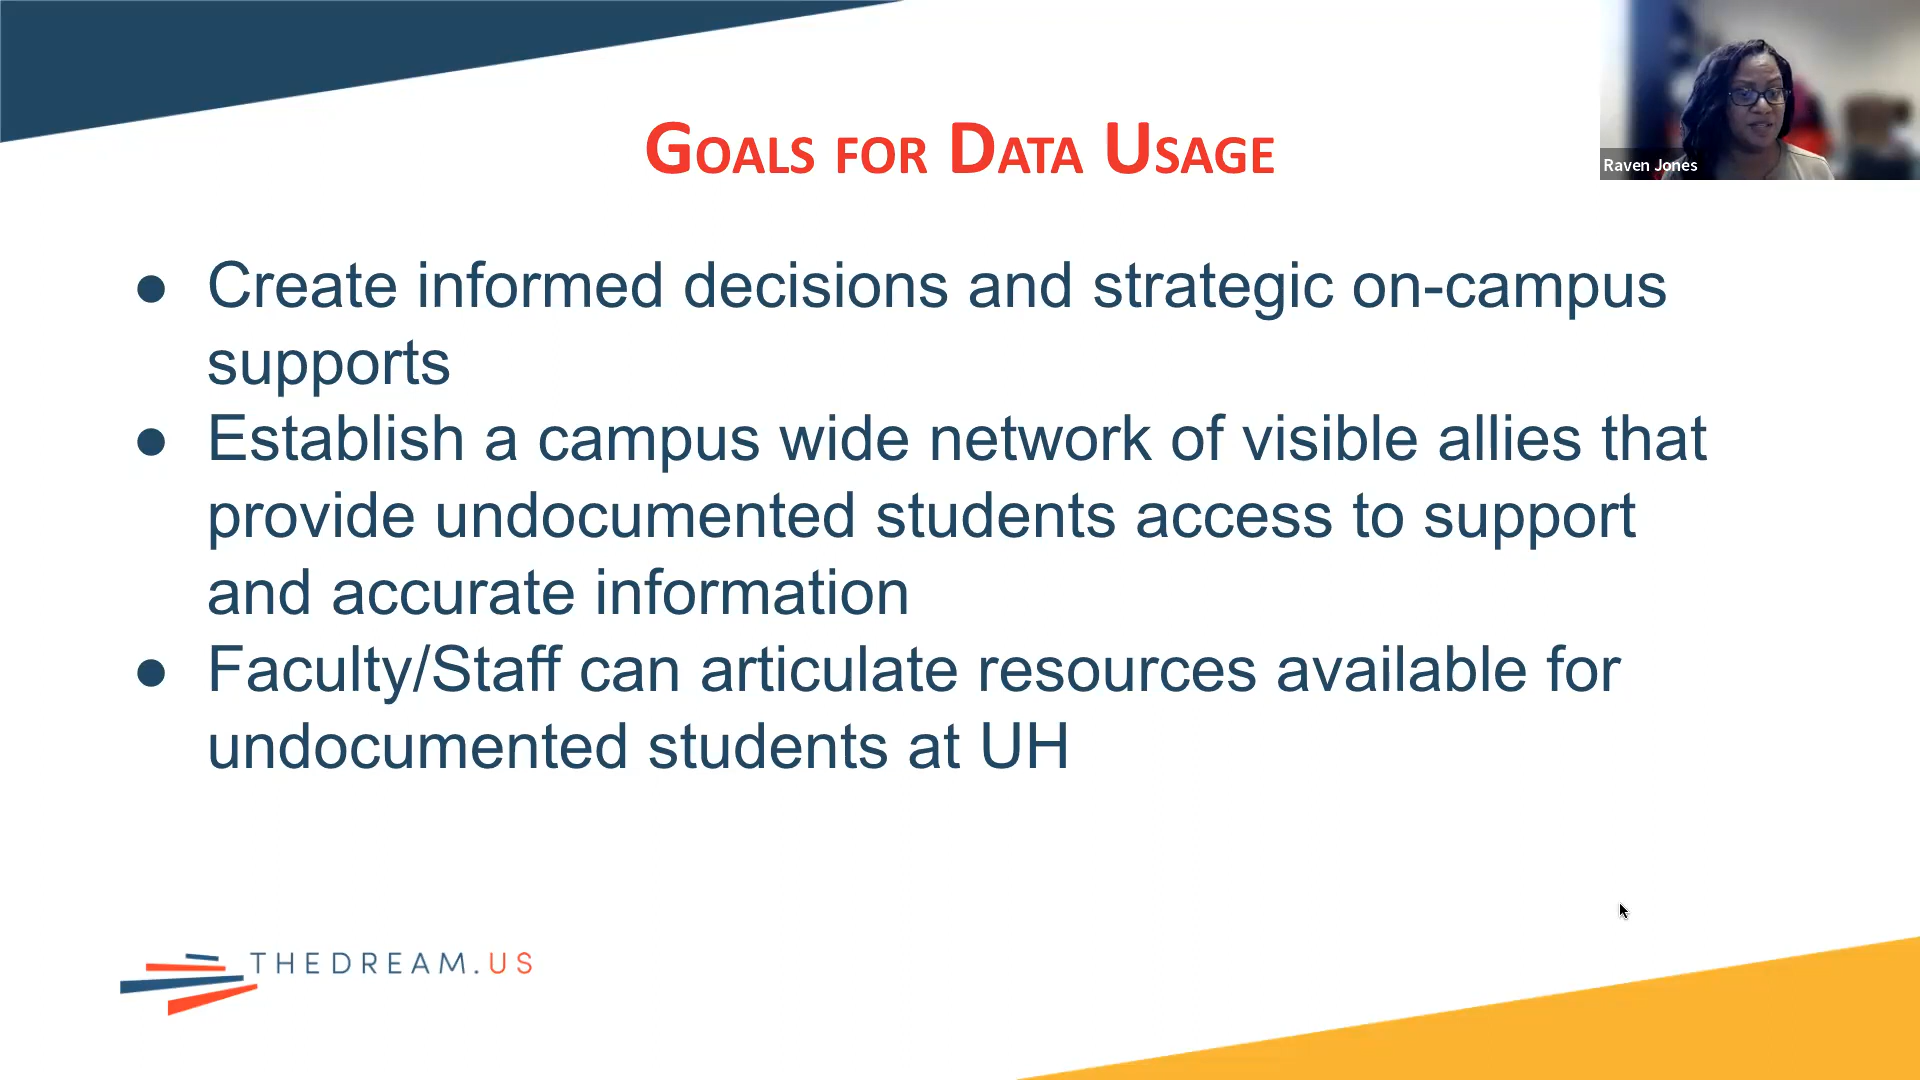 Goals for Data Usage
Raven Jones
● Create informed decisions and strategic on-campus
supports
● Establish a campus wide network of visible allies that
provide undocumented students access to support
and accurate information
● Faculty/Staff can articulate resources available for
undocumented students at UH
THEDREAM.US